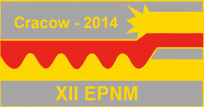 Cracow - 2014
XII EPNM